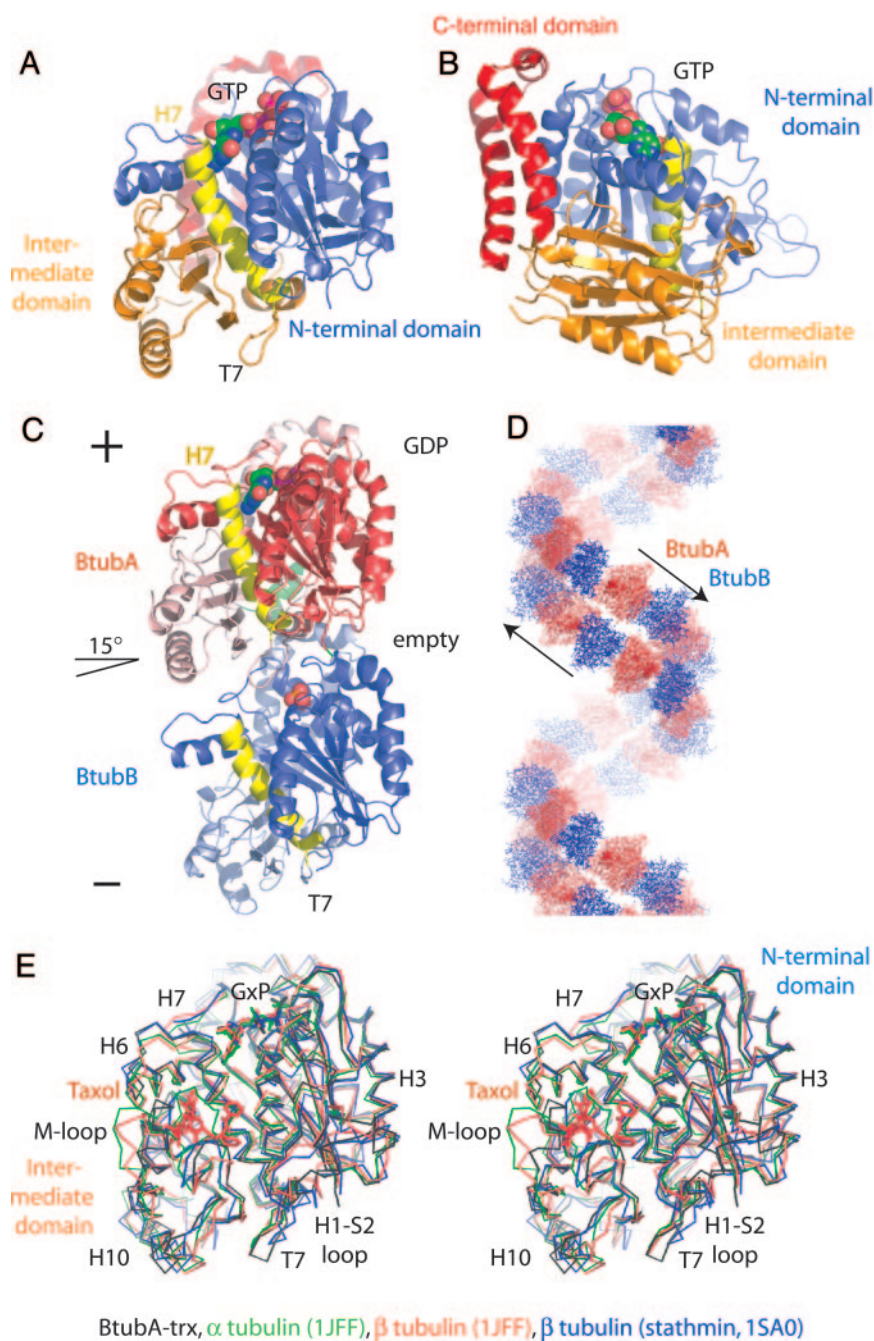 C-terminal domain
A
B
GTP
GTP
H7
N-terminal
domain
Inter-
mediate
domain
N-terminal domain
T7
intermediate
domain
C
D
+
H7
GDP
BtubA
BtubA
BtubB
15°
empty
BtubB
−
T7
E
N-terminal
domain
H7
GxP
H6
Taxol
H3
M-loop
Inter-
mediate
domain
H10
T7
H1-S2
loop
H7
GxP
H6
Taxol
H3
M-loop
H10
T7
H1-S2
loop
BtubA-trx, α tubulin (1JFF), β tubulin (1JFF), β tubulin (stathmin, 1SA0)